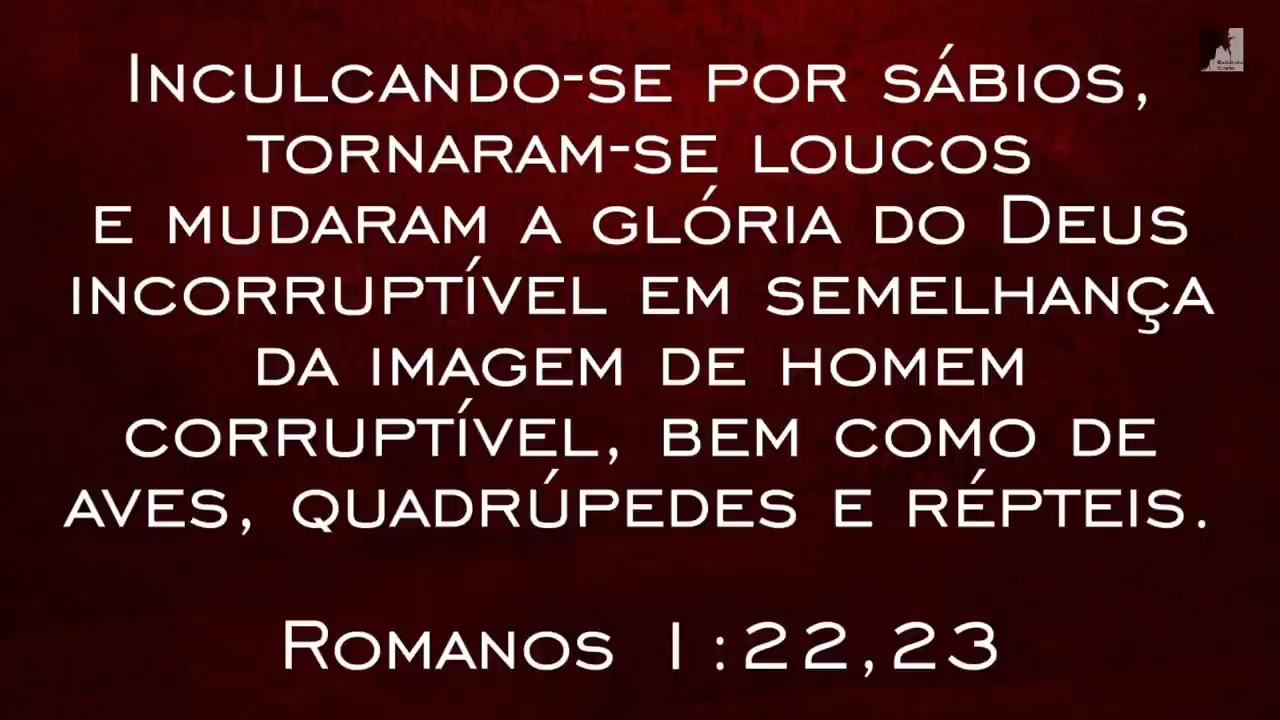 Inculcando-se por sábios,
tornaram-se loucos
e mudaram a glória do Deus
incorruptível em semelhança
da imagem de homem
corruptível, bem como de
aves, quadrúpedes e répteis.
Romanos 1:22,23